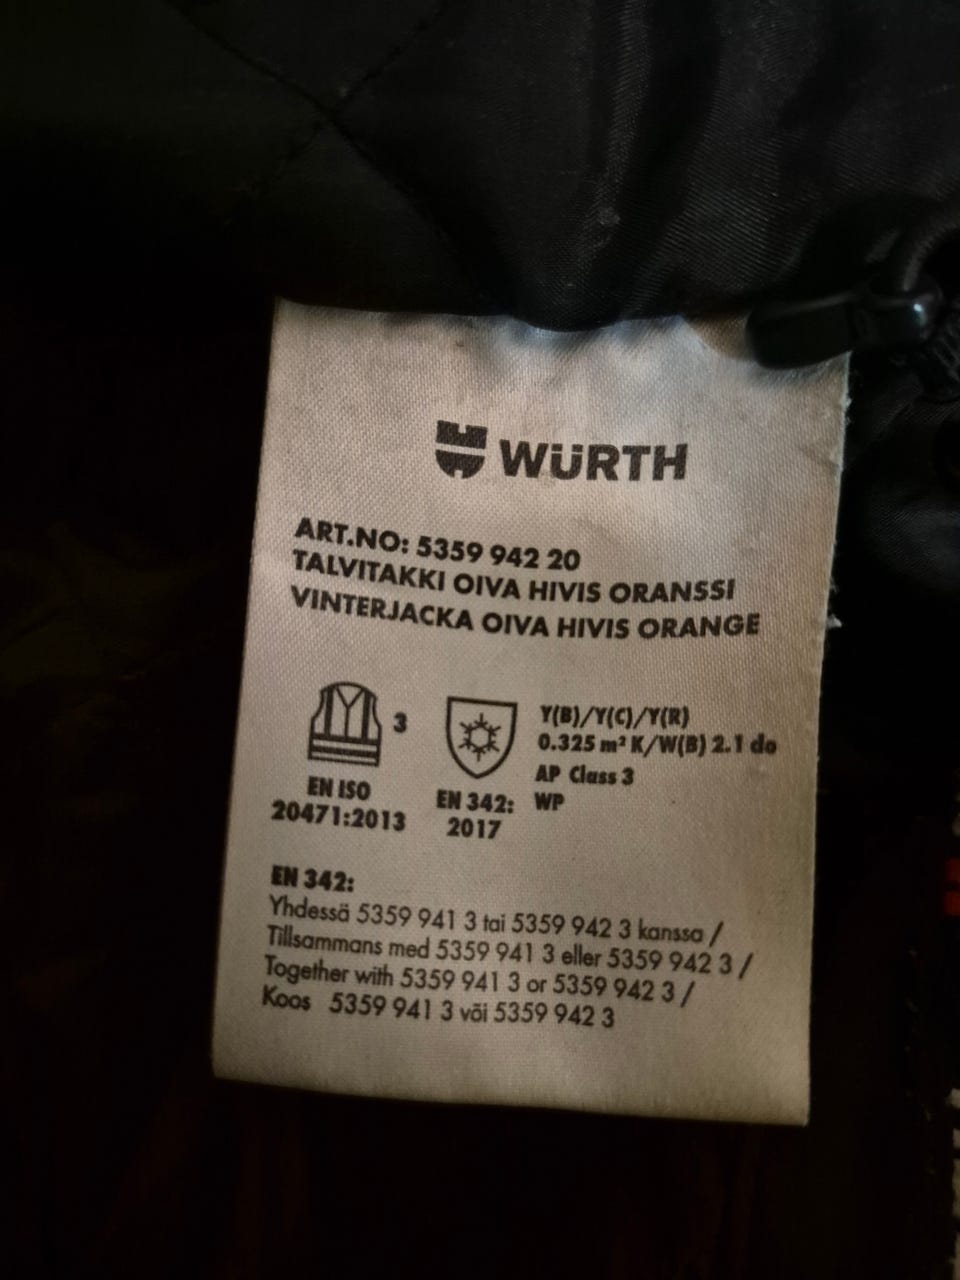 WÜRTH
ART.NO: 5359 942 20
TALVITAKKI OIVA HIVIS ORANSSI
VINTERJACKA OIVA HIVIS ORANGE
3
EN ISO
20471:2013
EN 342:
2017
Y(B)/Y(C)/Y(R)
0.325 m² K/W(B) 2.1 do
AP Class 3
WP
EN 342:
Yhdessä 5359 941 3 tai 5359 942 3 kanssa /
Tillsammans med 5359 941 3 eller 5359 942 3 /
Together with 5359 941 3 or 5359 942 3 /
Koos 5359 941 3 või 5359 942 3